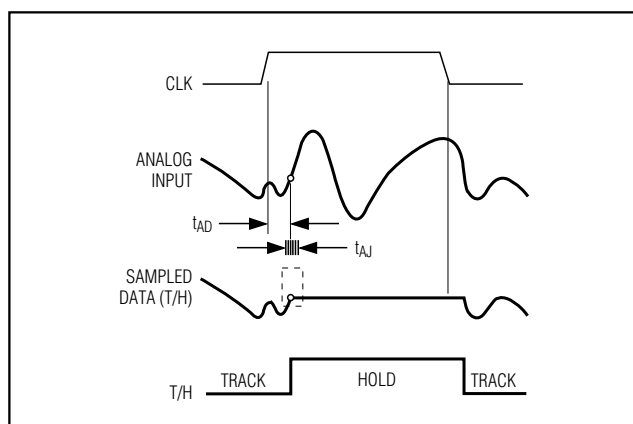 CLK
ANALOG
INPUT
tAD
tAJ
SAMPLED
DATA (T/H)
TRACK
HOLD
TRACK
T/H